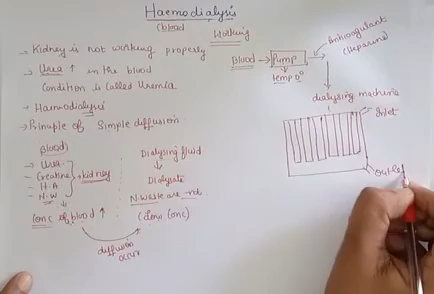 Haemodialysis
(blood)
→ Kidney is not working properly
→ Urea ↑ in the blood
Condition is called Uremia
→ Haemodialysis
→ Principle of Simple diffusion
Blood
- Urea
- Creatine
- H·A
- N·W
→ kidney
Conc of blood ↑
Dialysing fluid
↓
Dialysate
N-Waste are not
(Low conc)
diffusion
occur
Working
Blood → Pump →
temp 0°
Anticoagulant
(Heparine)
dialysing machine
Inlet
outlet